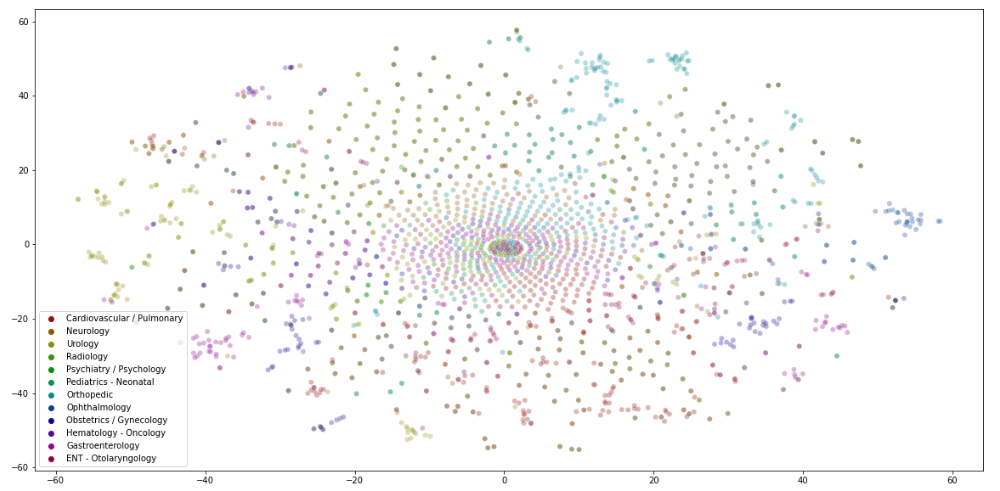 60
40
20
0
−20
−40
−60
Cardiovascular / Pulmonary
Neurology
Urology
Radiology
Psychiatry / Psychology
Pediatrics - Neonatal
Orthopedic
Ophthalmology
Obstetrics / Gynecology
Hematology - Oncology
Gastroenterology
ENT - Otolaryngology
−60 −40 −20 0 20 40 60